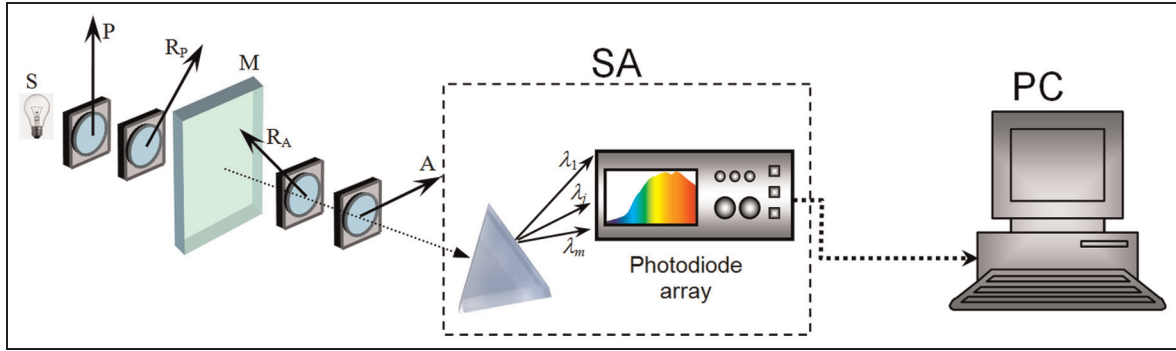 S
P
R_P
M
R_A
A
SA
λ_1
λ_j
λ_m
Photodiode
array
PC